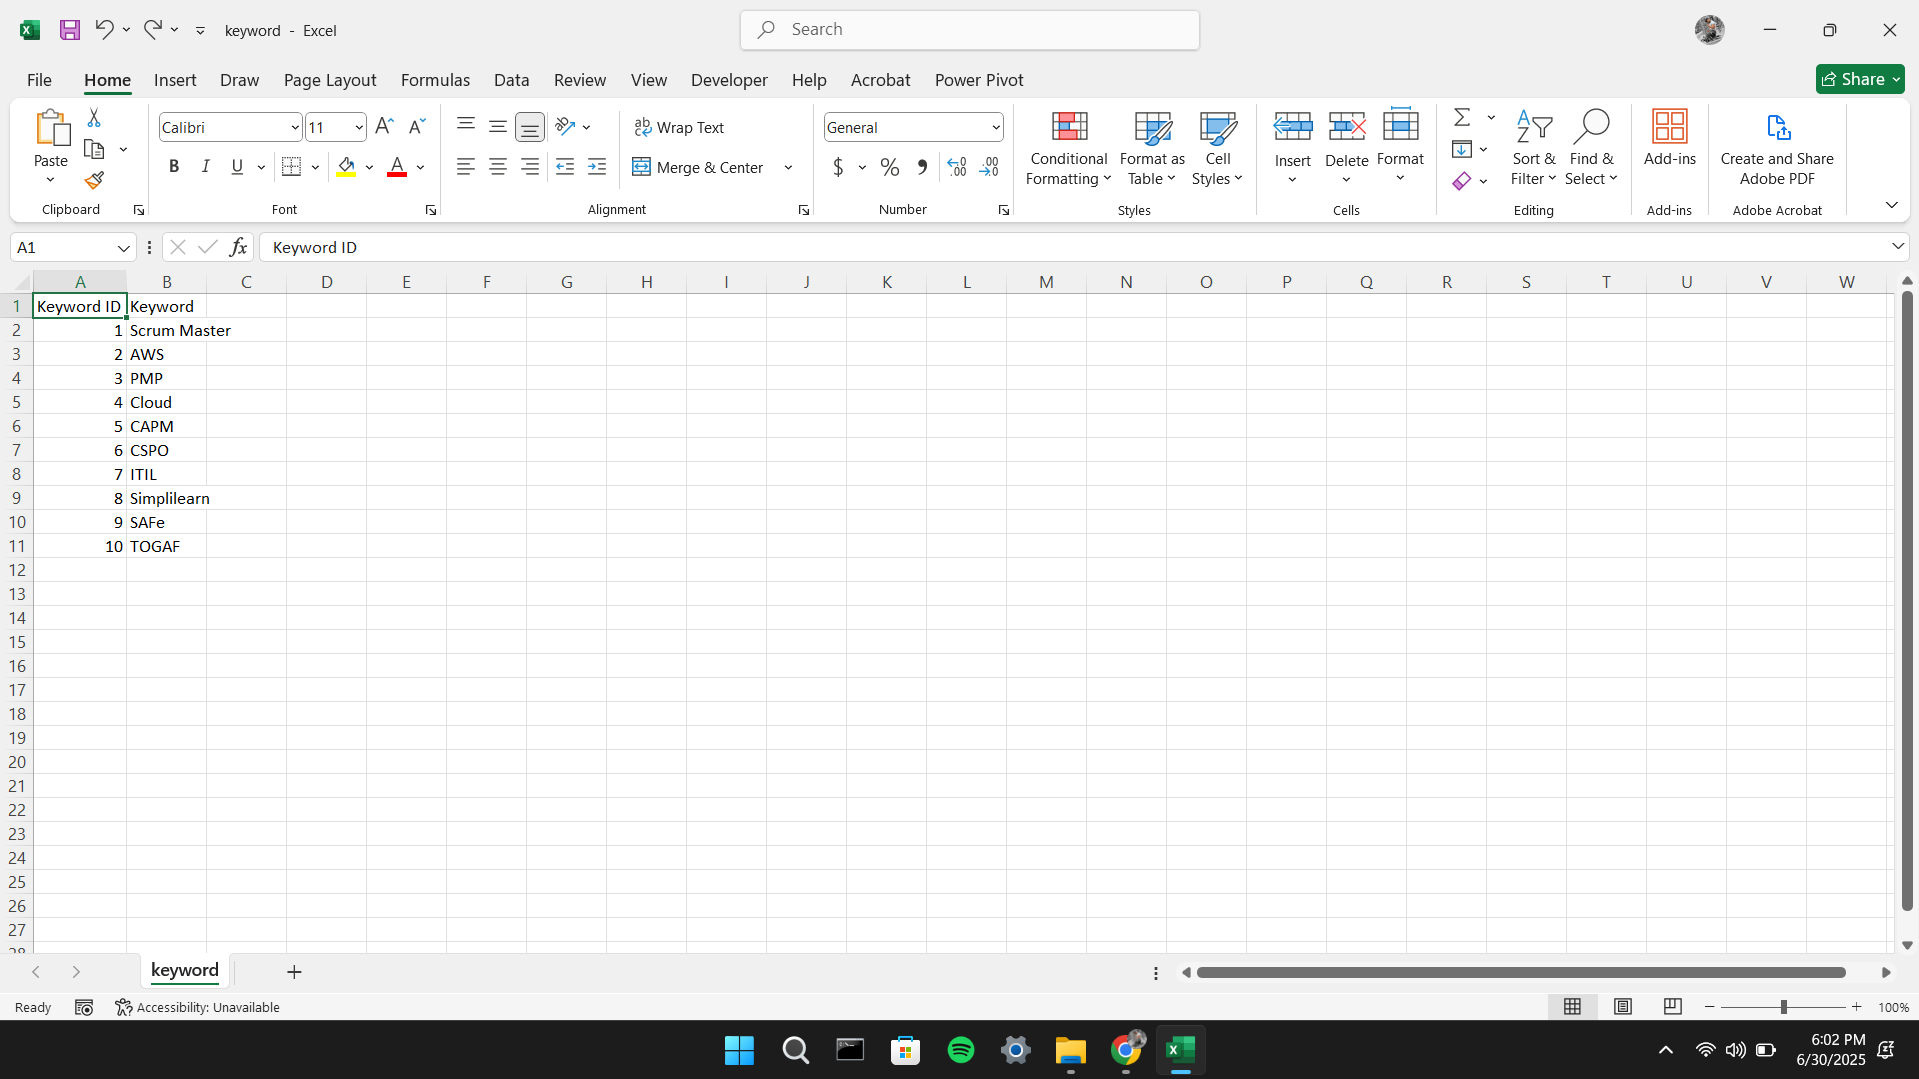 keyword - Excel
Search
File Home Insert Draw Page Layout Formulas Data Review View Developer Help Acrobat Power Pivot Share
Paste
Clipboard
Calibri 11
B I U A
Font
Wrap Text
Merge & Center
Alignment
General
$ % 9 .00 .00
Number
Conditional Formatting
Format as Table
Cell Styles
Styles
Insert Delete Format
Cells
Sort & Filter
Find & Select
Editing
Add-ins
Add-ins
Create and Share Adobe PDF
Adobe Acrobat
A1 fx Keyword ID
A B C D E F G H I J K L M N O P Q R S T U V W
1 Keyword ID Keyword
2 1 Scrum Master
3 2 AWS
4 3 PMP
5 4 Cloud
6 5 CAPM
7 6 CSPO
8 7 ITIL
9 8 Simplilearn
10 9 SAFe
11 10 TOGAF
12
13
14
15
16
17
18
19
20
21
22
23
24
25
26
27
28
keyword
Ready Accessibility: Unavailable 100%
6:02 PM
6/30/2025